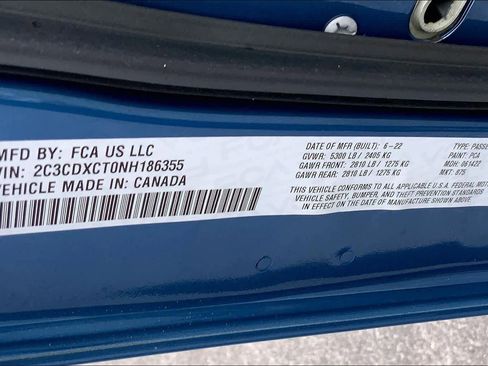 MFD BY: FCA US LLC
VIN: 2C3CDXCT0NH186355
VEHICLE MADE IN: CANADA
DATE OF MFR (BUILT): 6-22
GVWR: 5300 LB / 2405 KG
GAWR FRONT: 2810 LB / 1275 KG
GAWR REAR: 2810 LB / 1275 KG
TYPE: PASSE
PAINT: PCA
MDH: 061422
MKT: 875
THIS VEHICLE CONFORMS TO ALL APPLICABLE U.S.A. FEDERAL MOTO
VEHICLE SAFETY, BUMPER, AND THEFT PREVENTION STANDARDS
IN EFFECT ON THE DATE OF MANUFACTURE